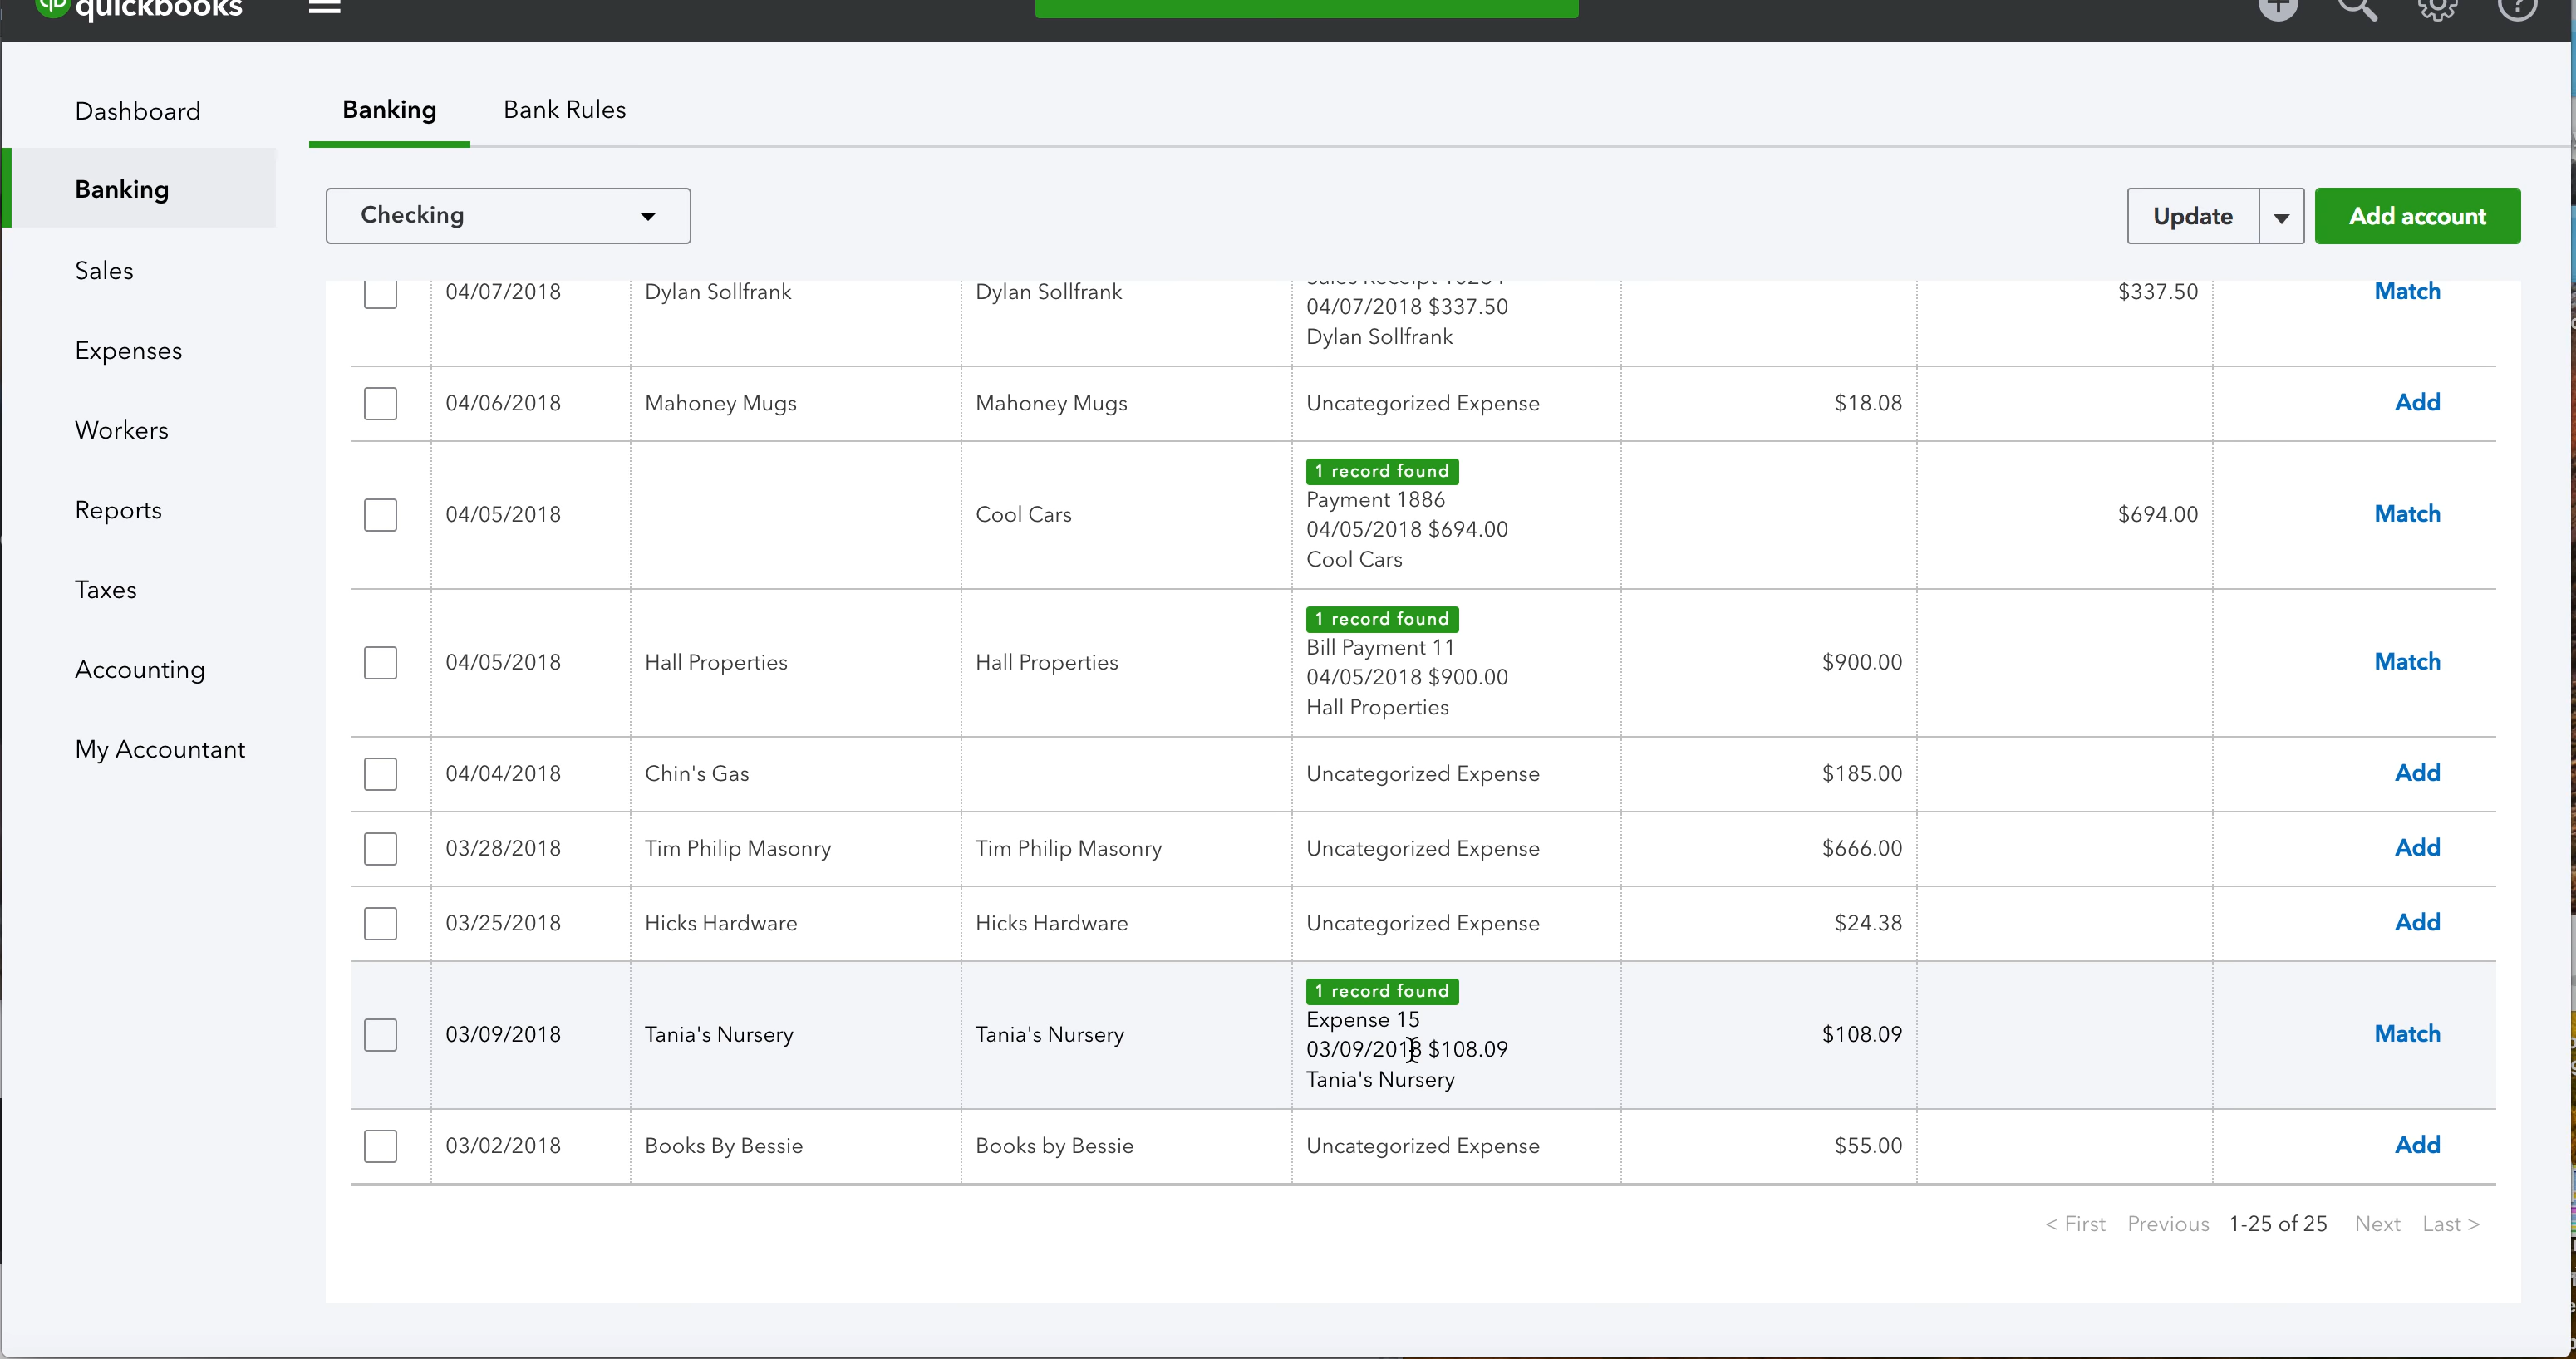 quickbooks
Dashboard
Banking
Sales
Expenses
Workers
Reports
Taxes
Accounting
My Accountant
Banking Bank Rules
Checking Update Add account
04/07/2018 Dylan Sollfrank Dylan Sollfrank $337.50 Match
04/07/2018 $337.50
Dylan Sollfrank
04/06/2018 Mahoney Mugs Mahoney Mugs Uncategorized Expense $18.08 Add
1 record found
Payment 1886
04/05/2018 Cool Cars $694.00 Match
04/05/2018 $694.00
Cool Cars
1 record found
Bill Payment 11
04/05/2018 Hall Properties Hall Properties $900.00 Match
04/05/2018 $900.00
Hall Properties
04/04/2018 Chin's Gas Uncategorized Expense $185.00 Add
03/28/2018 Tim Philip Masonry Tim Philip Masonry Uncategorized Expense $666.00 Add
03/25/2018 Hicks Hardware Hicks Hardware Uncategorized Expense $24.38 Add
1 record found
Expense 15
03/09/2018 Tania's Nursery Tania's Nursery $108.09 Match
03/09/2018 $108.09
Tania's Nursery
03/02/2018 Books By Bessie Books by Bessie Uncategorized Expense $55.00 Add
< First Previous 1-25 of 25 Next Last >